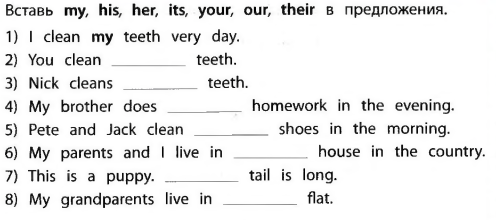 Вставь my, his, her, its, your, our, their в предложения.
1) I clean my teeth very day.
2) You clean ________ teeth.
3) Nick cleans ________ teeth.
4) My brother does ________ homework in the evening.
5) Pete and Jack clean ________ shoes in the morning.
6) My parents and I live in ________ house in the country.
7) This is a puppy. ________ tail is long.
8) My grandparents live in ________ flat.